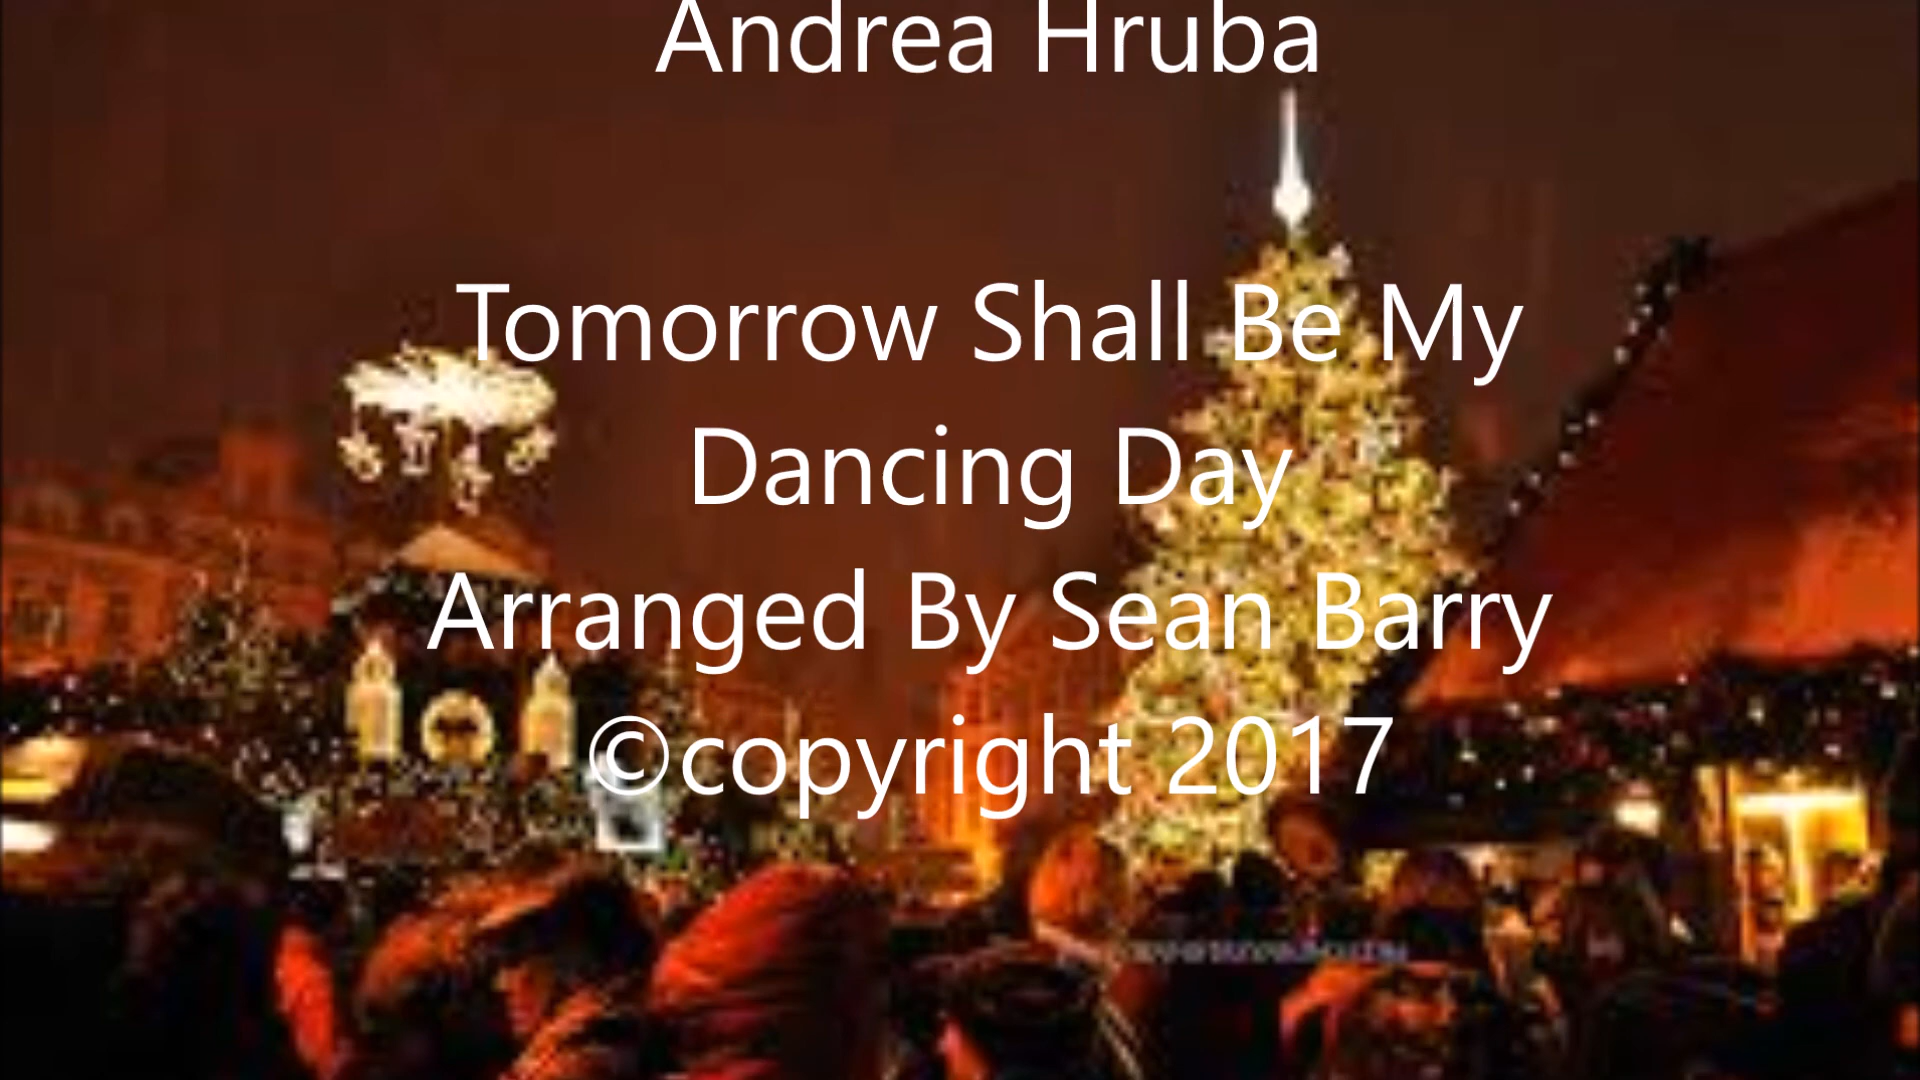 Andrea Hruba
Tomorrow Shall Be My
Dancing Day
Arranged By Sean Barry
©copyright 2017